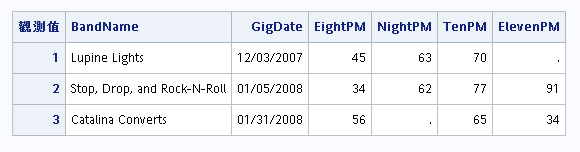 観測値 BandName GigDate EightPM NightPM TenPM ElevenPM
1 Lupine Lights 12/03/2007 45 63 70 .
2 Stop, Drop, and Rock-N-Roll 01/05/2008 34 62 77 91
3 Catalina Converts 01/31/2008 56 . 65 34